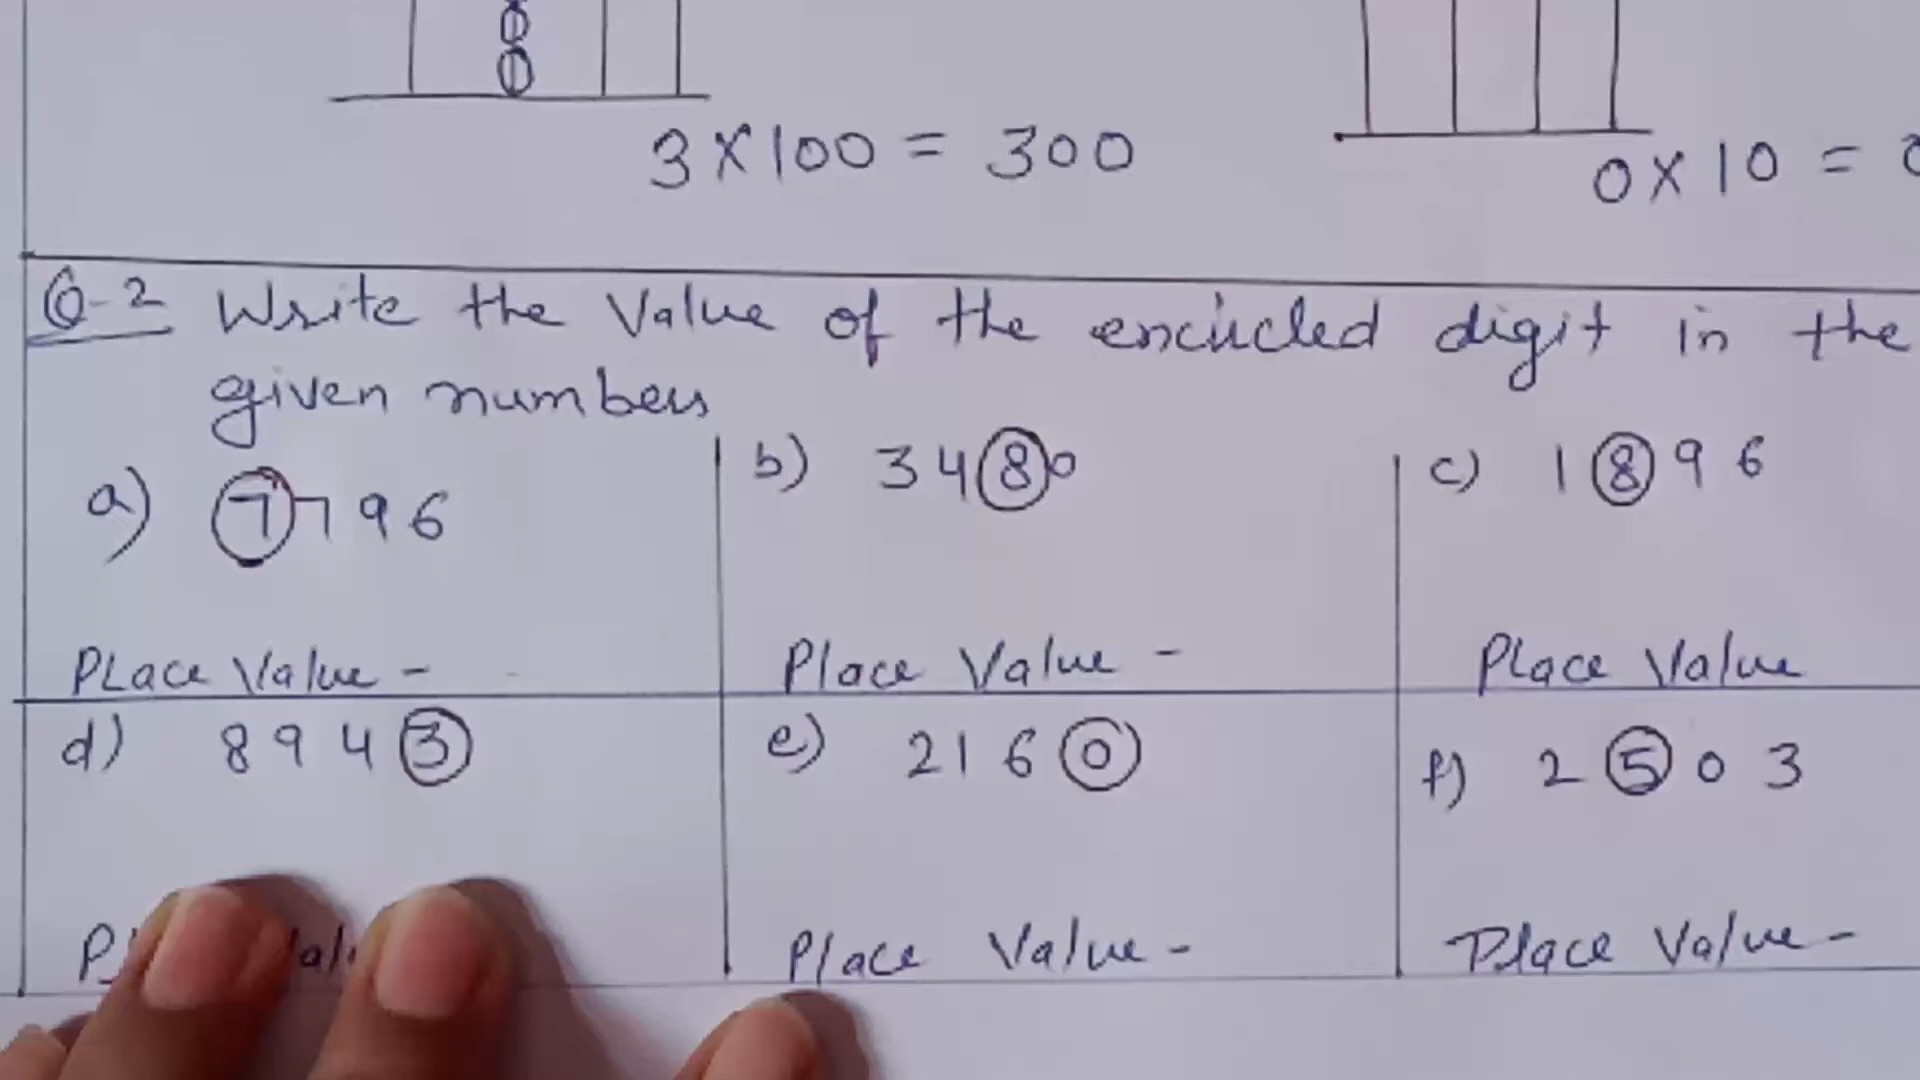 3 X 100 = 300
0 X 10 = 0
Q-2 Write the Value of the encircled digit in the
given numbers
a) 7796
b) 3480
c) 1896
Place Value -
Place Value -
Place Value
d) 8943
e) 2160
f) 2503
Place Value -
Place Value -